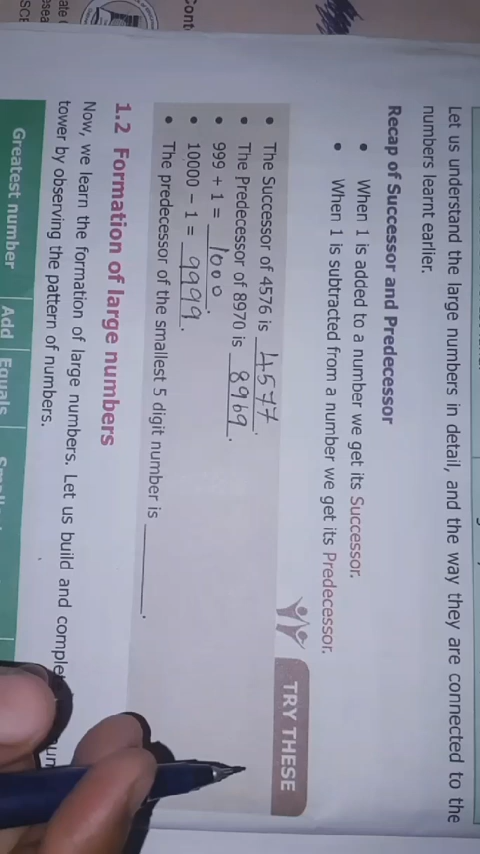 Let us understand the large numbers in detail, and the way they are connected to the
numbers learnt earlier.
Recap of Successor and Predecessor
• When 1 is added to a number we get its Successor.
• When 1 is subtracted from a number we get its Predecessor.
TRY THESE
• The Successor of 4576 is 4577.
• The Predecessor of 8970 is 8969.
• 999 + 1 = 1000.
• 10000 − 1 = 9999.
• The predecessor of the smallest 5 digit number is ________.
1.2 Formation of large numbers
Now, we learn the formation of large numbers. Let us build and
tower by observing the pattern of numbers.
Greatest number Add Equals